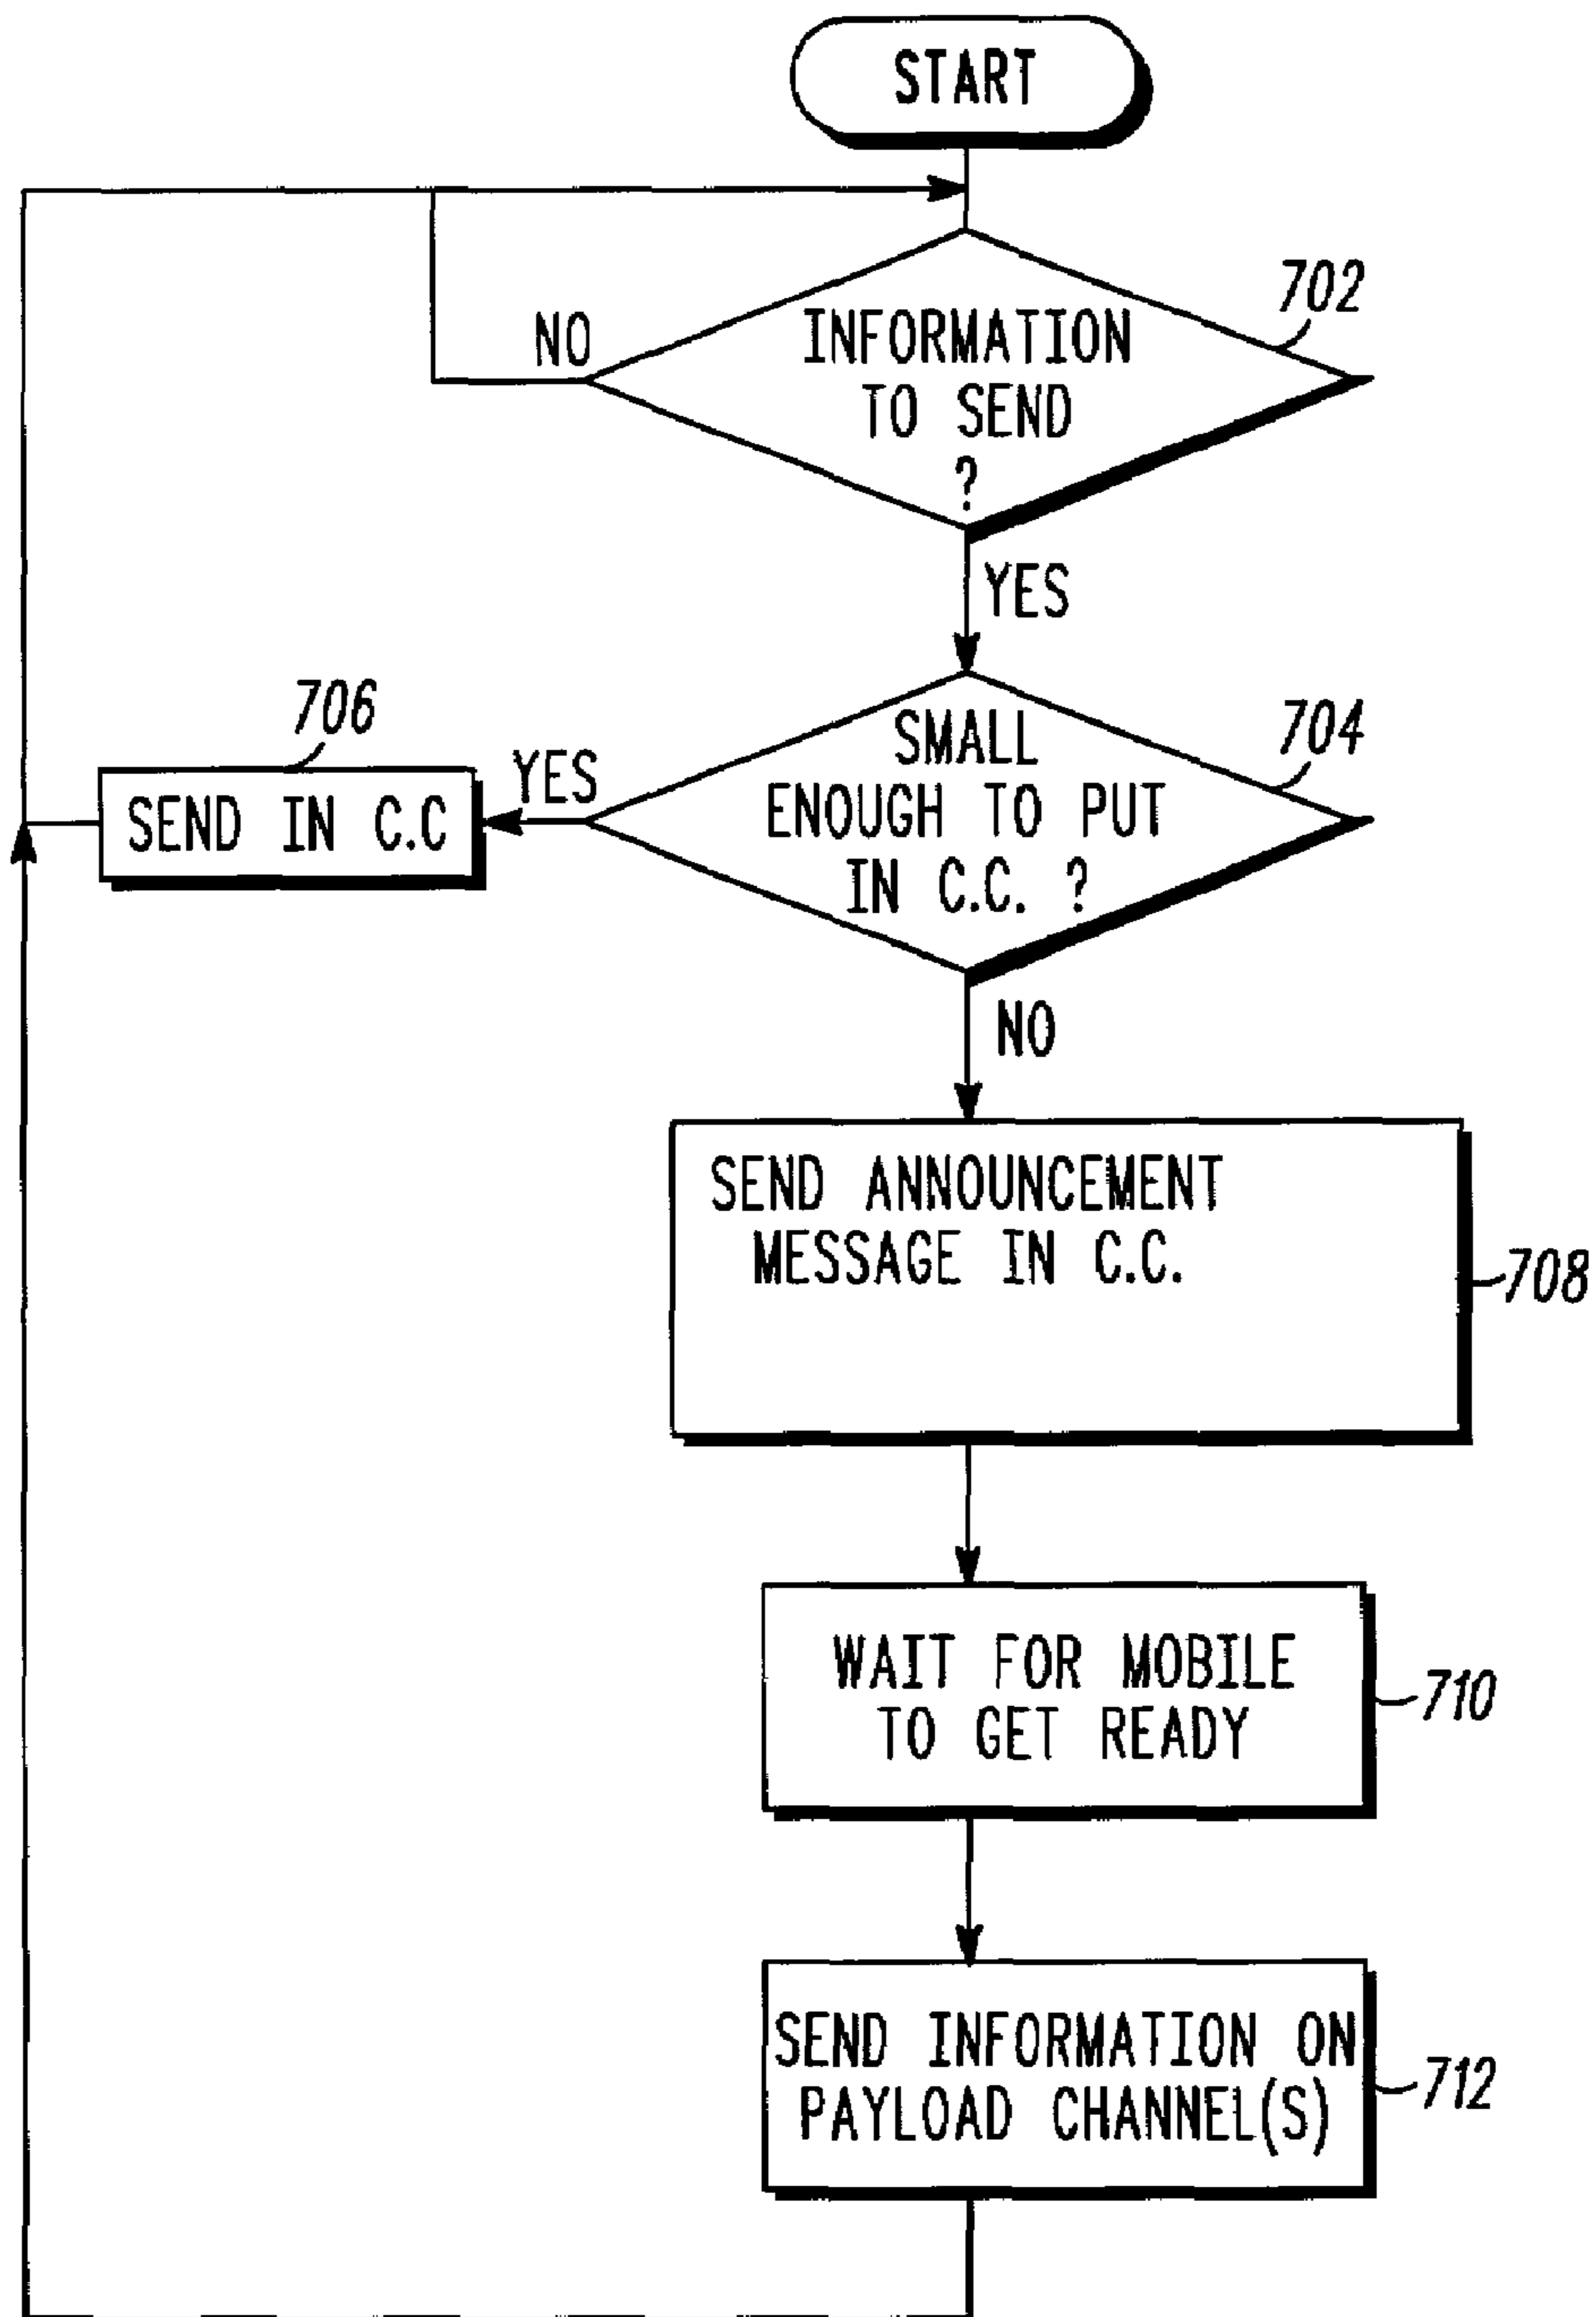 START
702
INFORMATION
TO SEND
?
NO
YES
706
704
SMALL
ENOUGH TO PUT
IN C.C. ?
YES
SEND IN C.C
NO
SEND ANNOUNCEMENT
MESSAGE IN C.C.
708
WAIT FOR MOBILE
TO GET READY
710
SEND INFORMATION ON
PAYLOAD CHANNEL(S)
712